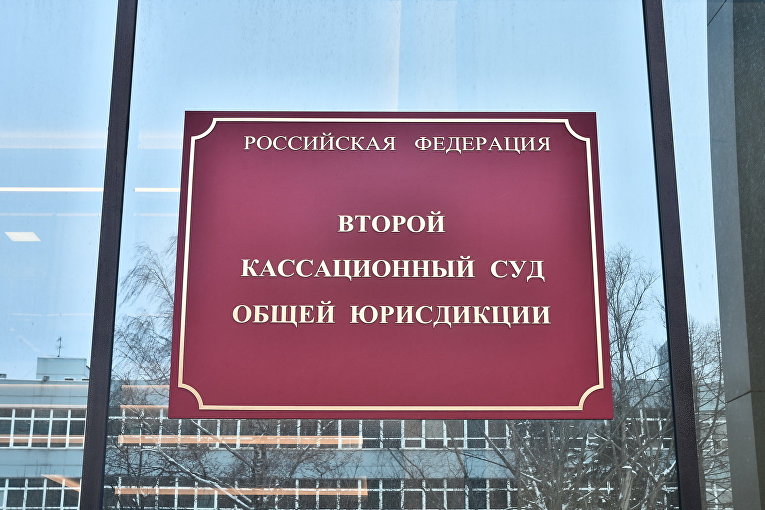 РОССИЙСКАЯ ФЕДЕРАЦИЯ
ВТОРОЙ
КАССАЦИОННЫЙ СУД
ОБЩЕЙ ЮРИСДИКЦИИ